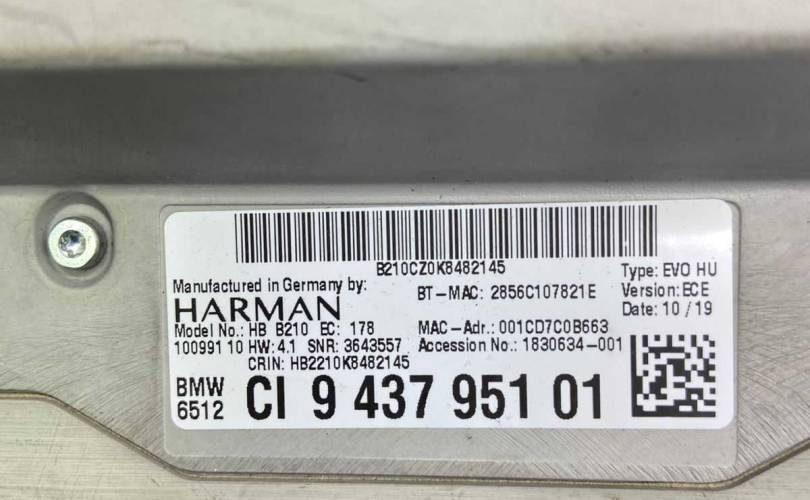 B210CZ0K8482145
Manufactured in Germany by:
HARMAN
BT-MAC: 2856C107821E
Type: EVO HU
Version: ECE
Date: 10/19
Model No.: HB B210 EC: 178
MAC-Adr.: 001CD7C0B663
10099110 HW: 4.1 SNR: 3643557
Accession No.: 1830634-001
CRIN: HB2210K8482145
BMW
6512
CI 9 437 951 01